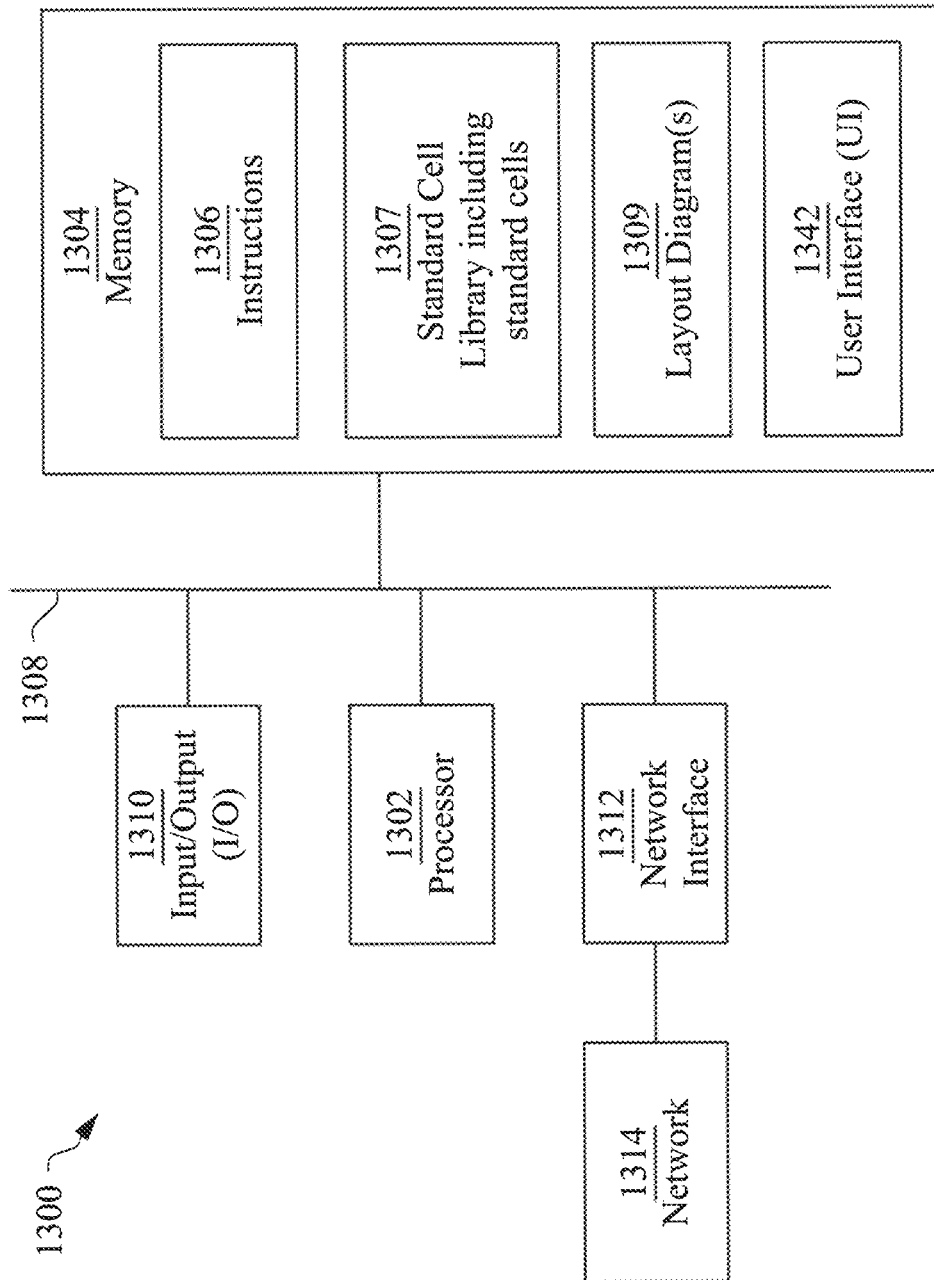 1300
1308
1310
Input/Output
(I/O)
1302
Processor
1312
Network
Interface
1314
Network
1304
Memory
1306
Instructions
1307
Standard Cell
Library including
standard cells
1309
Layout Diagram(s)
1342
User Interface (UI)